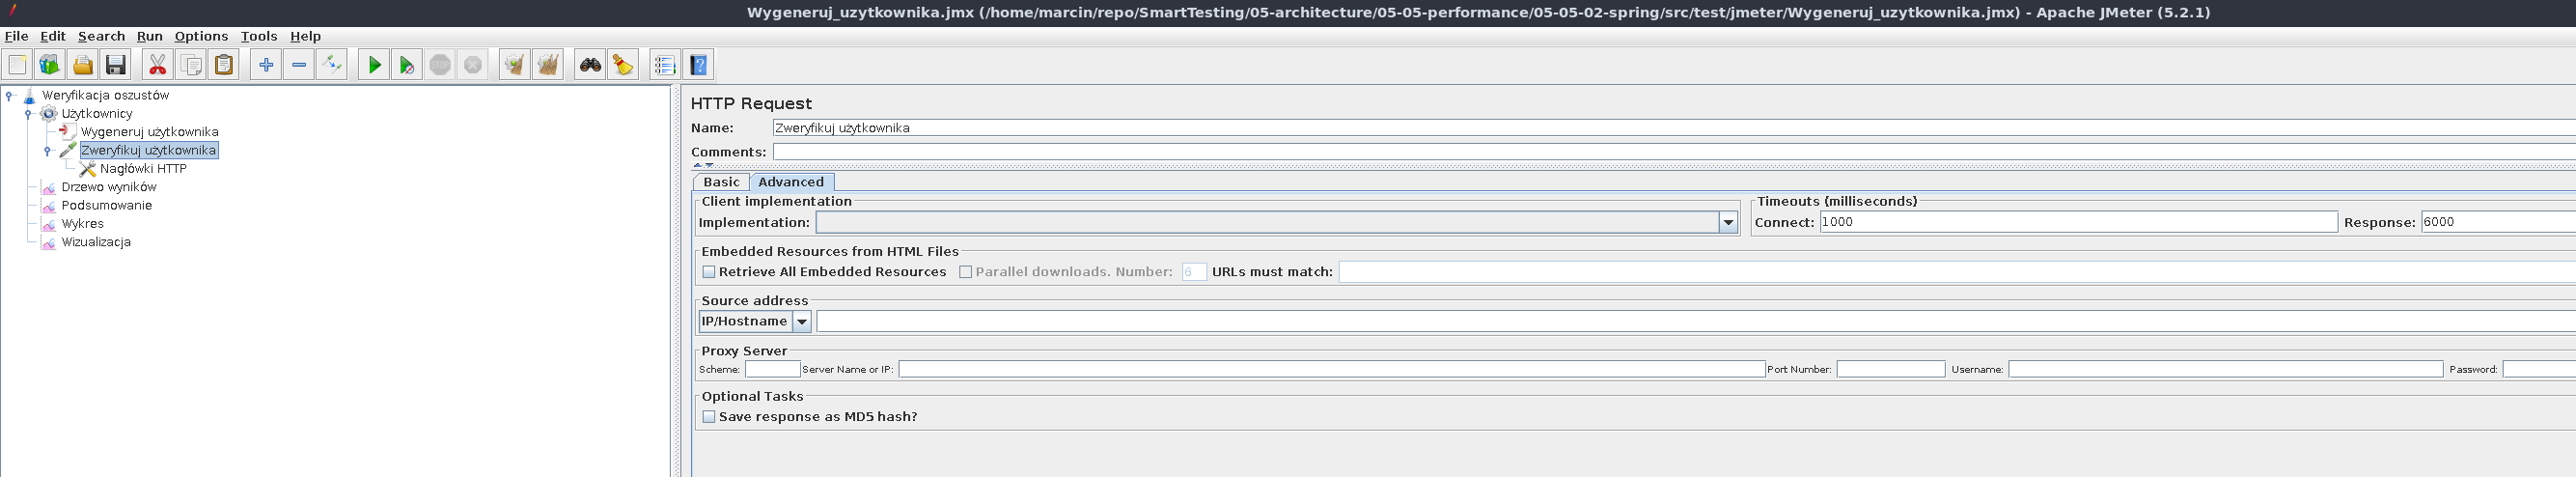 Wygeneruj_uzytkownika.jmx (/home/marcin/repo/SmartTesting/05-architecture/05-05-performance/05-05-02-spring/src/test/jmeter/Wygeneruj_uzytkownika.jmx) - Apache JMeter (5.2.1)
File Edit Search Run Options Tools Help
STOP
?
Weryfikacja oszustów
Użytkownicy
Wygeneruj użytkownika
Zweryfikuj użytkownika
Nagłówki HTTP
Drzewo wyników
Podsumowanie
Wykres
Wizualizacja
HTTP Request
Name: Zweryfikuj użytkownika
Comments:
Basic Advanced
Client implementation
Implementation:
Timeouts (milliseconds)
Connect: 1000 Response: 6000
Embedded Resources from HTML Files
Retrieve All Embedded Resources Parallel downloads. Number: 6 URLs must match:
Source address
IP/Hostname
Proxy Server
Scheme: Server Name or IP: Port Number: Username: Password:
Optional Tasks
Save response as MD5 hash?